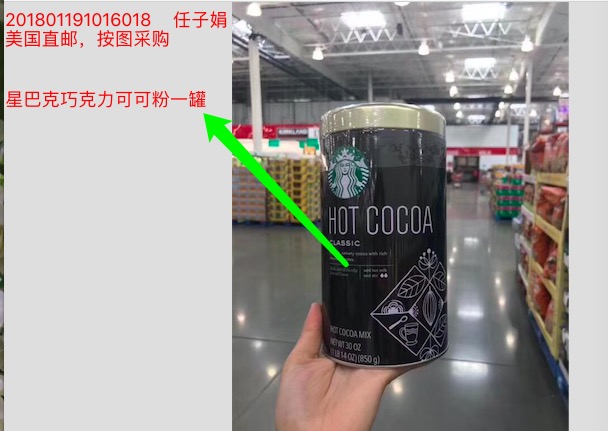 201801191016018 任子娟
美国直邮，按图采购
星巴克巧克力可可粉一罐
KIRKLAND
HOT COCOA
CLASSIC
HOT COCOA MIX
NET WT 30 OZ
(1 LB 14 OZ) (850 g)